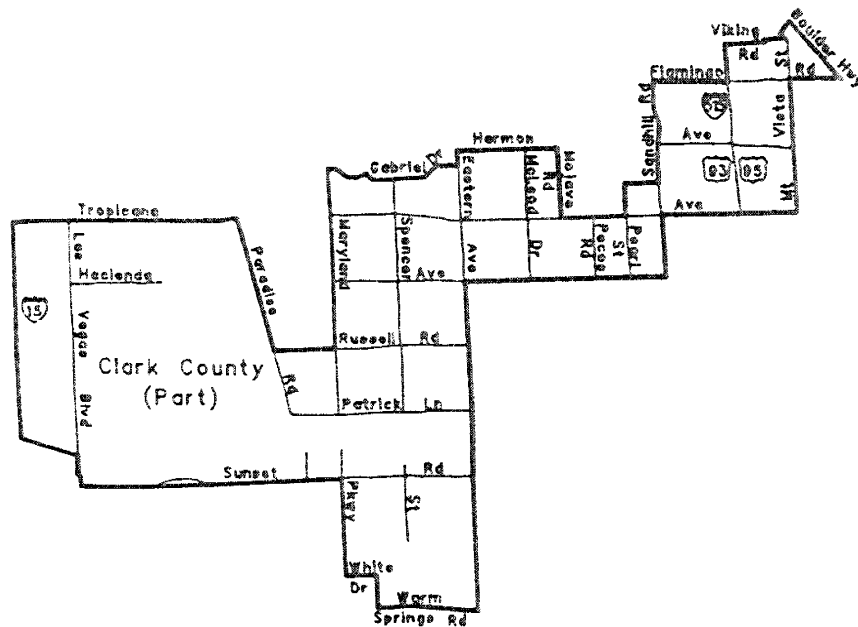 Viking
Rd
St
Boulder Hwy
Rd
Flamingo
Sandhill Rd
Vista
Ave
93
95
Mt
Harmon
Gabriel Dr
Eastern
McLeod
Rd
Tropicana
Ave
Las
Paradise
Maryland
Spencer
Ave
Dr
Pecos
Rd
Pearl
St
Hacienda
Ave
15
Vegas
Russell
Rd
Clark County
(Part)
Rd
Blvd
Patrick
Ln
Sunset
Rd
Pkwy
St
White
Dr
Warm
Springs Rd